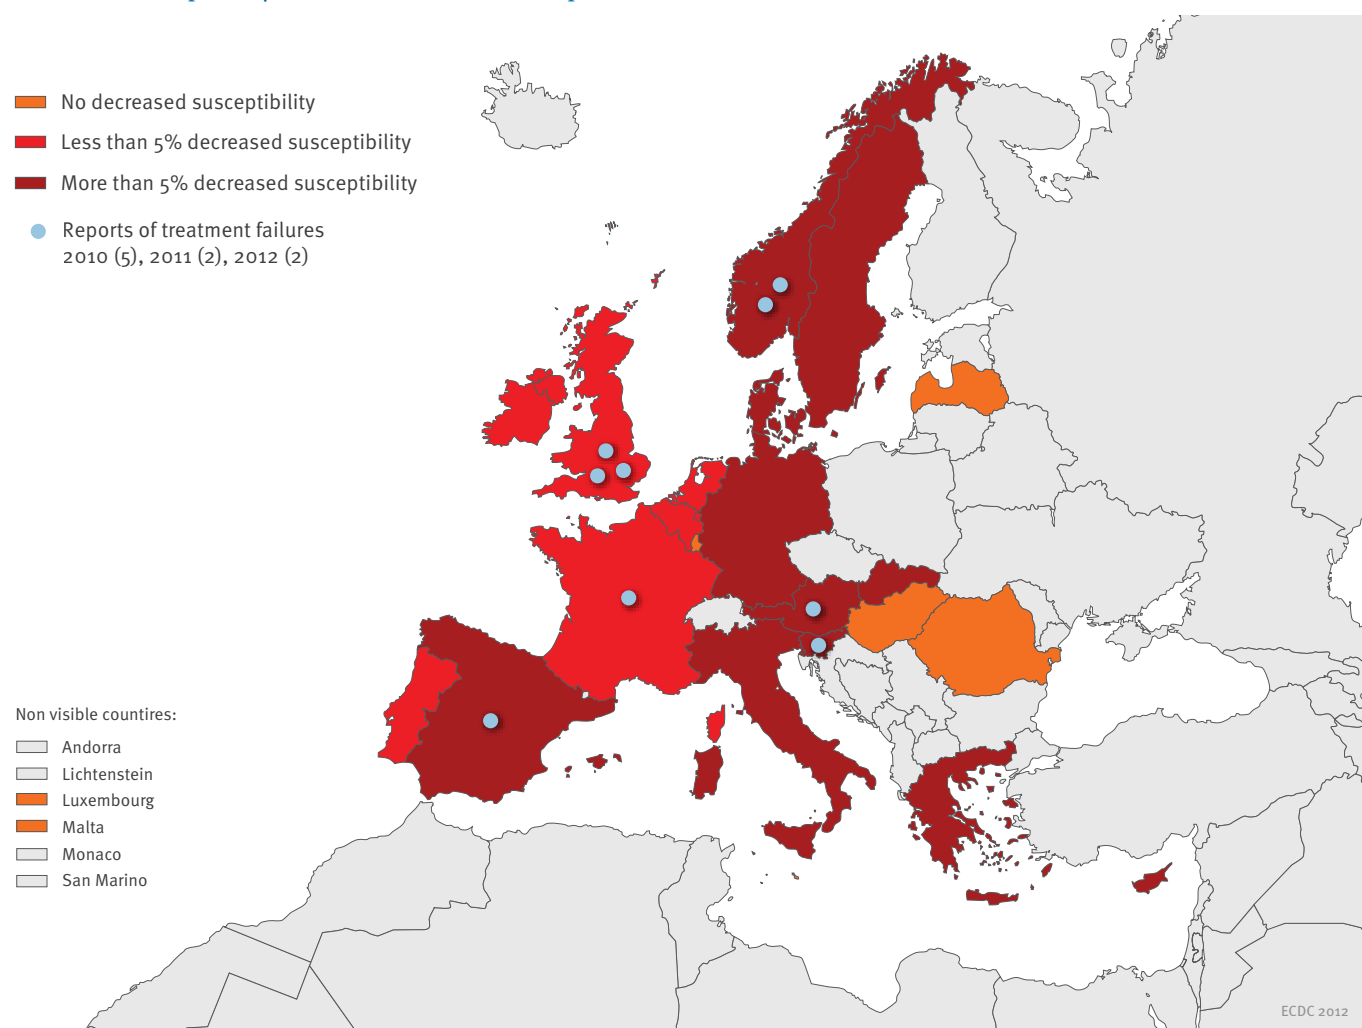 No decreased susceptibility
Less than 5% decreased susceptibility
More than 5% decreased susceptibility
Reports of treatment failures
2010 (5), 2011 (2), 2012 (2)
Non visible countires:
Andorra
Lichtenstein
Luxembourg
Malta
Monaco
San Marino
ECDC 2012